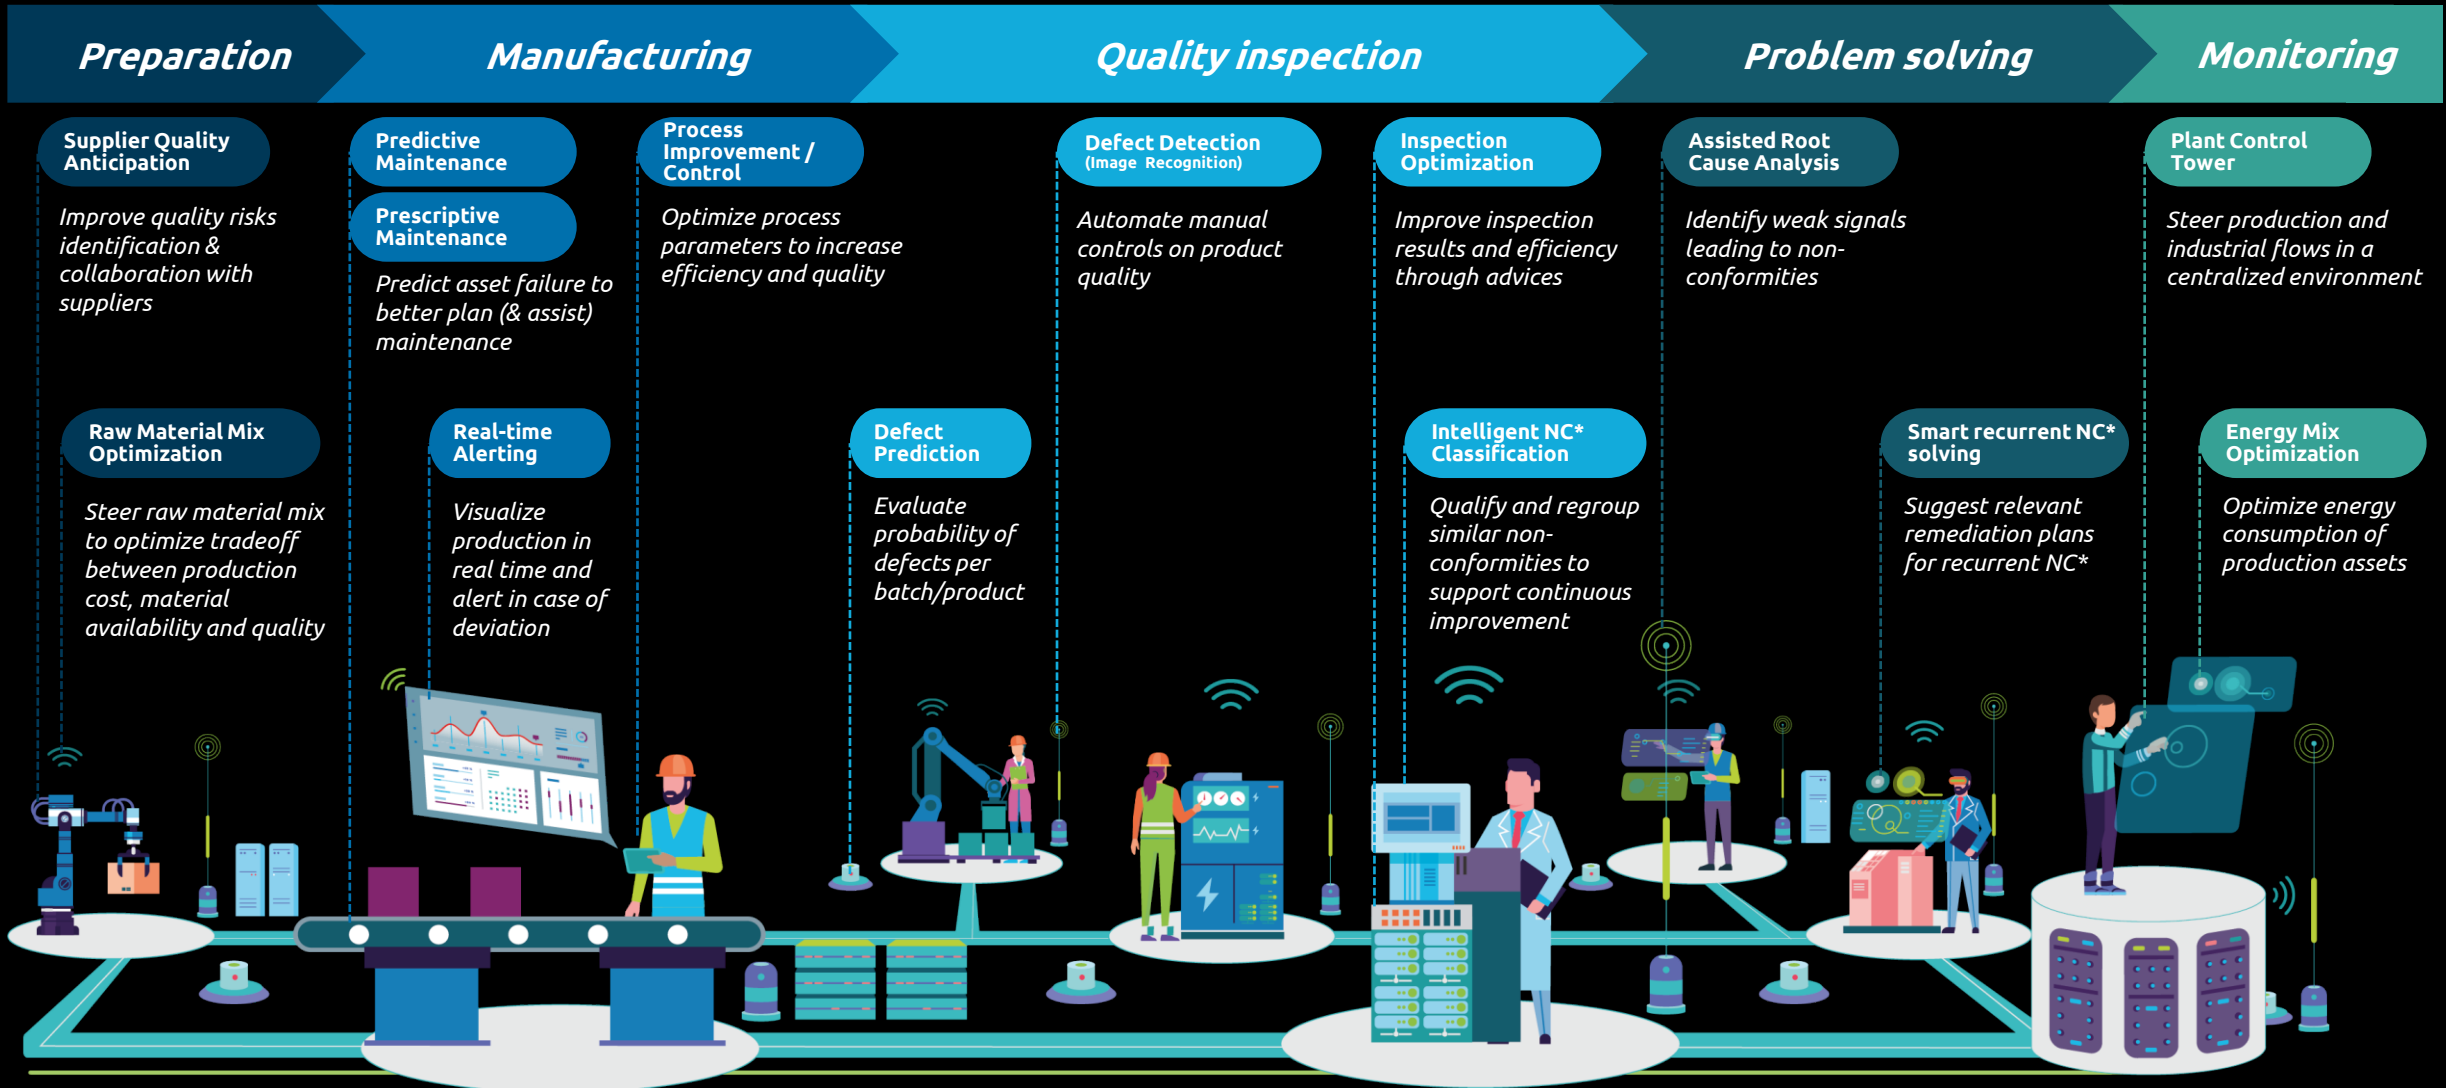 Preparation
Manufacturing
Quality inspection
Problem solving
Monitoring
Supplier Quality
Anticipation
Improve quality risks
identification &
collaboration with
suppliers
Predictive
Maintenance
Prescriptive
Maintenance
Predict asset failure to
better plan (& assist)
maintenance
Process
Improvement /
Control
Optimize process
parameters to increase
efficiency and quality
Defect Detection
(Image Recognition)
Automate manual
controls on product
quality
Inspection
Optimization
Improve inspection
results and efficiency
through advices
Assisted Root
Cause Analysis
Identify weak signals
leading to non-
conformities
Plant Control
Tower
Steer production and
industrial flows in a
centralized environment
Raw Material Mix
Optimization
Steer raw material mix
to optimize tradeoff
between production
cost, material
availability and quality
Real-time
Alerting
Visualize
production in
real time and
alert in case of
deviation
Defect
Prediction
Evaluate
probability of
defects per
batch/product
Intelligent NC*
Classification
Qualify and regroup
similar non-
conformities to
support continuous
improvement
Smart recurrent NC*
solving
Suggest relevant
remediation plans
for recurrent NC*
Energy Mix
Optimization
Optimize energy
consumption of
production assets